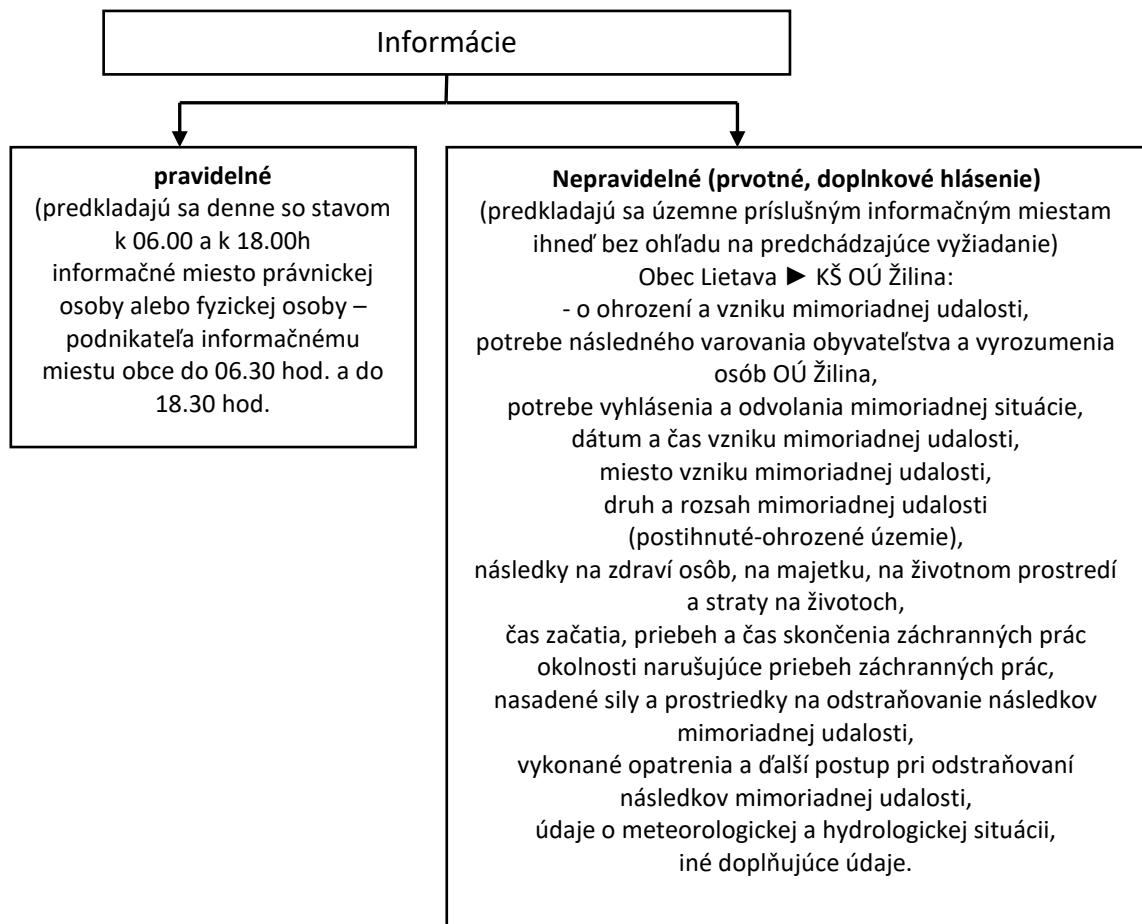 Informácie
pravidelné
(predkladajú sa denne so stavom
k 06.00 a k 18.00h
informačné miesto právnickej
osoby alebo fyzickej osoby –
podnikateľa informačnému
miestu obce do 06.30 hod. a do
18.30 hod.
Nepravidelné (prvotné, doplnkové hlásenie)
(predkladajú sa územne príslušným informačným miestam
ihneď bez ohľadu na predchádzajúce vyžiadanie)
Obec Lietava ► KŠ OÚ Žilina:
- o ohrození a vzniku mimoriadnej udalosti,
potrebe následného varovania obyvateľstva a vyrozumenia
osób OÚ Žilina,
potrebe vyhlásenia a odvolania mimoriadnej situácie,
dátum a čas vzniku mimoriadnej udalosti,
miesto vzniku mimoriadnej udalosti,
druh a rozsah mimoriadnej udalosti
(postihnuté-ohrozené územie),
následky na zdraví osôb, na majetku, na životnom prostredí
a straty na životoch,
čas začatia, priebeh a čas skončenia záchranných prác
okolnosti narušujúce priebeh záchranných prác,
nasadené sily a prostriedky na odstraňovanie následkov
mimoriadnej udalosti,
vykonané opatrenia a ďalší postup pri odstraňovaní
následkov mimoriadnej udalosti,
údaje o meteorologickej a hydrologickej situácii,
iné doplňujúce údaje.